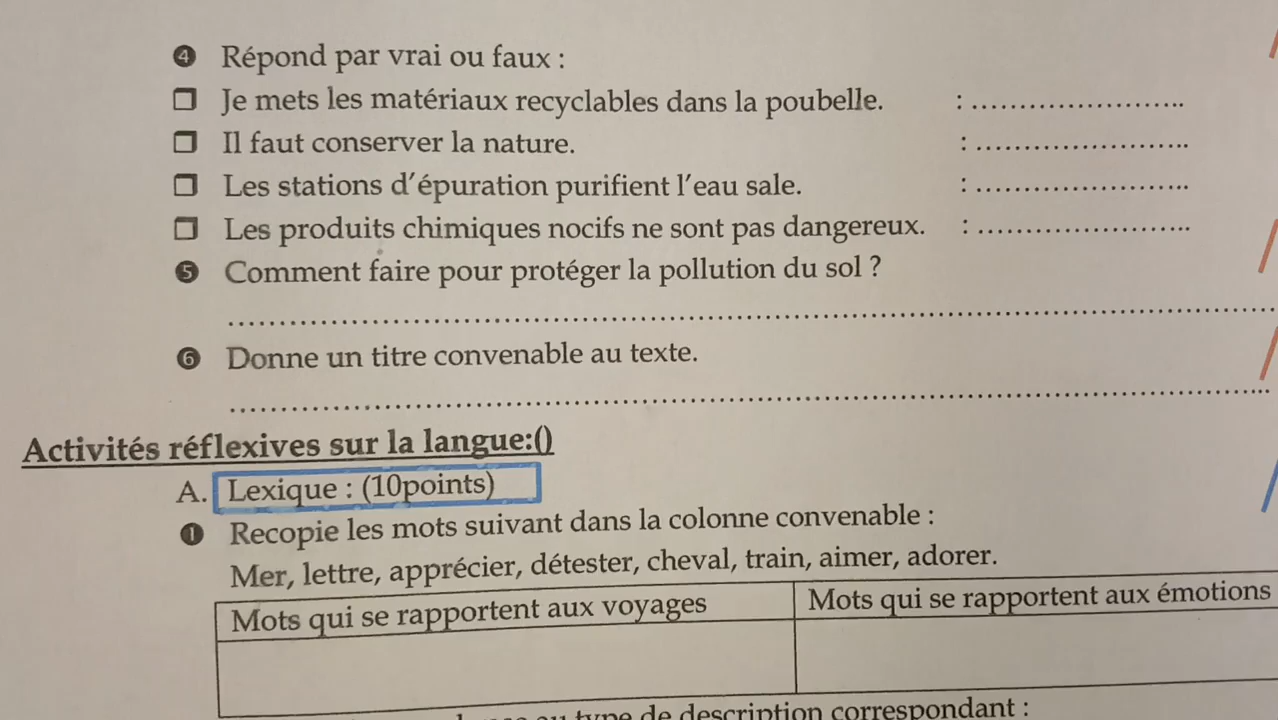 ❹ Répond par vrai ou faux :
❒ Je mets les matériaux recyclables dans la poubelle. : ............................
❒ Il faut conserver la nature. : ............................
❒ Les stations d'épuration purifient l'eau sale. : ............................
❒ Les produits chimiques nocifs ne sont pas dangereux. : ............................
❺ Comment faire pour protéger la pollution du sol ?
........................................................................................................
❻ Donne un titre convenable au texte.
........................................................................................................
Activités réflexives sur la langue:()
A. Lexique : (10points)
❶ Recopie les mots suivant dans la colonne convenable :
Mer, lettre, apprécier, détester, cheval, train, aimer, adorer.
Mots qui se rapportent aux voyages Mots qui se rapportent aux émotions
type de description correspondant :